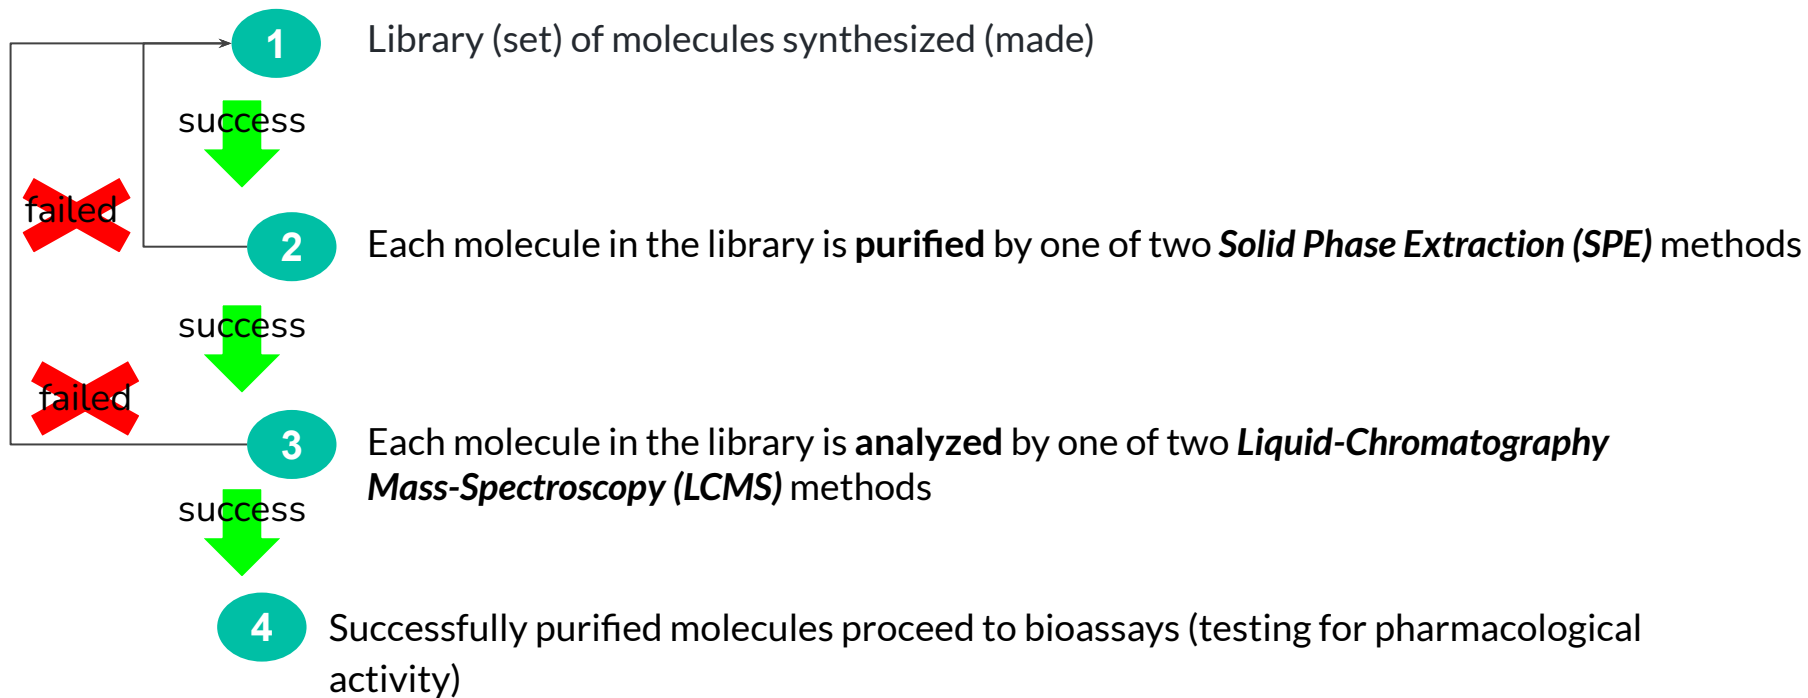 1 Library (set) of molecules synthesized (made)
success
failed
2 Each molecule in the library is purified by one of two Solid Phase Extraction (SPE) methods
success
failed
3 Each molecule in the library is analyzed by one of two Liquid-Chromatography
Mass-Spectroscopy (LCMS) methods
success
4 Successfully purified molecules proceed to bioassays (testing for pharmacological
activity)